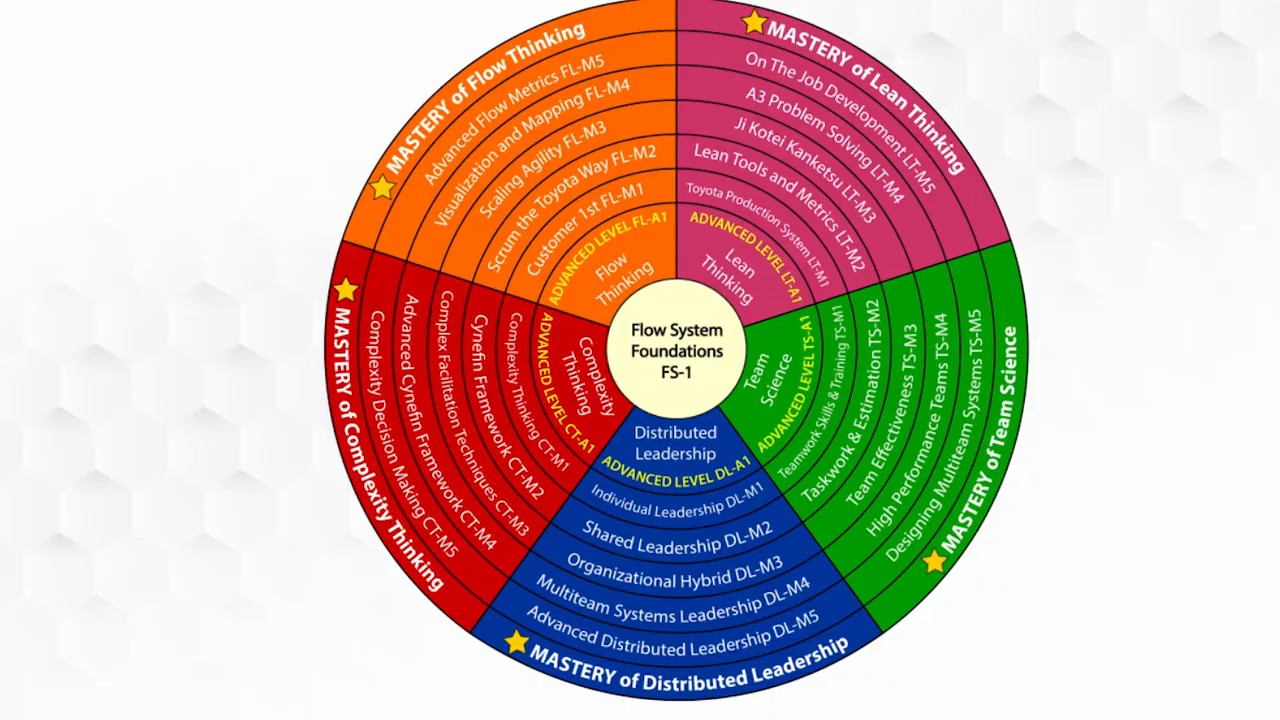 Flow System
Foundations
FS-1
★ MASTERY of Flow Thinking
Advanced Flow Metrics FL-M5
Visualization and Mapping FL-M4
Scaling Agility FL-M3
Scrum the Toyota Way FL-M2
Customer 1st FL-M1
ADVANCED LEVEL FL-A1
Flow
Thinking
★ MASTERY of Lean Thinking
On The Job Development LT-M5
A3 Problem Solving LT-M4
Ji Kotei Kanketsu LT-M3
Lean Tools and Metrics LT-M2
Toyota Production System LT-M1
ADVANCED LEVEL LT-A1
Lean
Thinking
★ MASTERY of Team Science
Designing Multiteam Systems TS-M5
High Performance Teams TS-M4
Team Effectiveness TS-M3
Taskwork & Estimation TS-M2
Teamwork Skills & Training TS-M1
ADVANCED LEVEL TS-A1
Team
Science
Distributed
Leadership
ADVANCED LEVEL DL-A1
Individual Leadership DL-M1
Shared Leadership DL-M2
Organizational Hybrid DL-M3
Multiteam Systems Leadership DL-M4
Advanced Distributed Leadership DL-M5
★ MASTERY of Distributed Leadership
★ MASTERY of Complexity Thinking
Complexity Decision Making CT-M5
Advanced Cynefin Framework CT-M4
Complex Facilitation Techniques CT-M3
Cynefin Framework CT-M2
Complexity Thinking CT-M1
ADVANCED LEVEL CT-A1
Complexity
Thinking